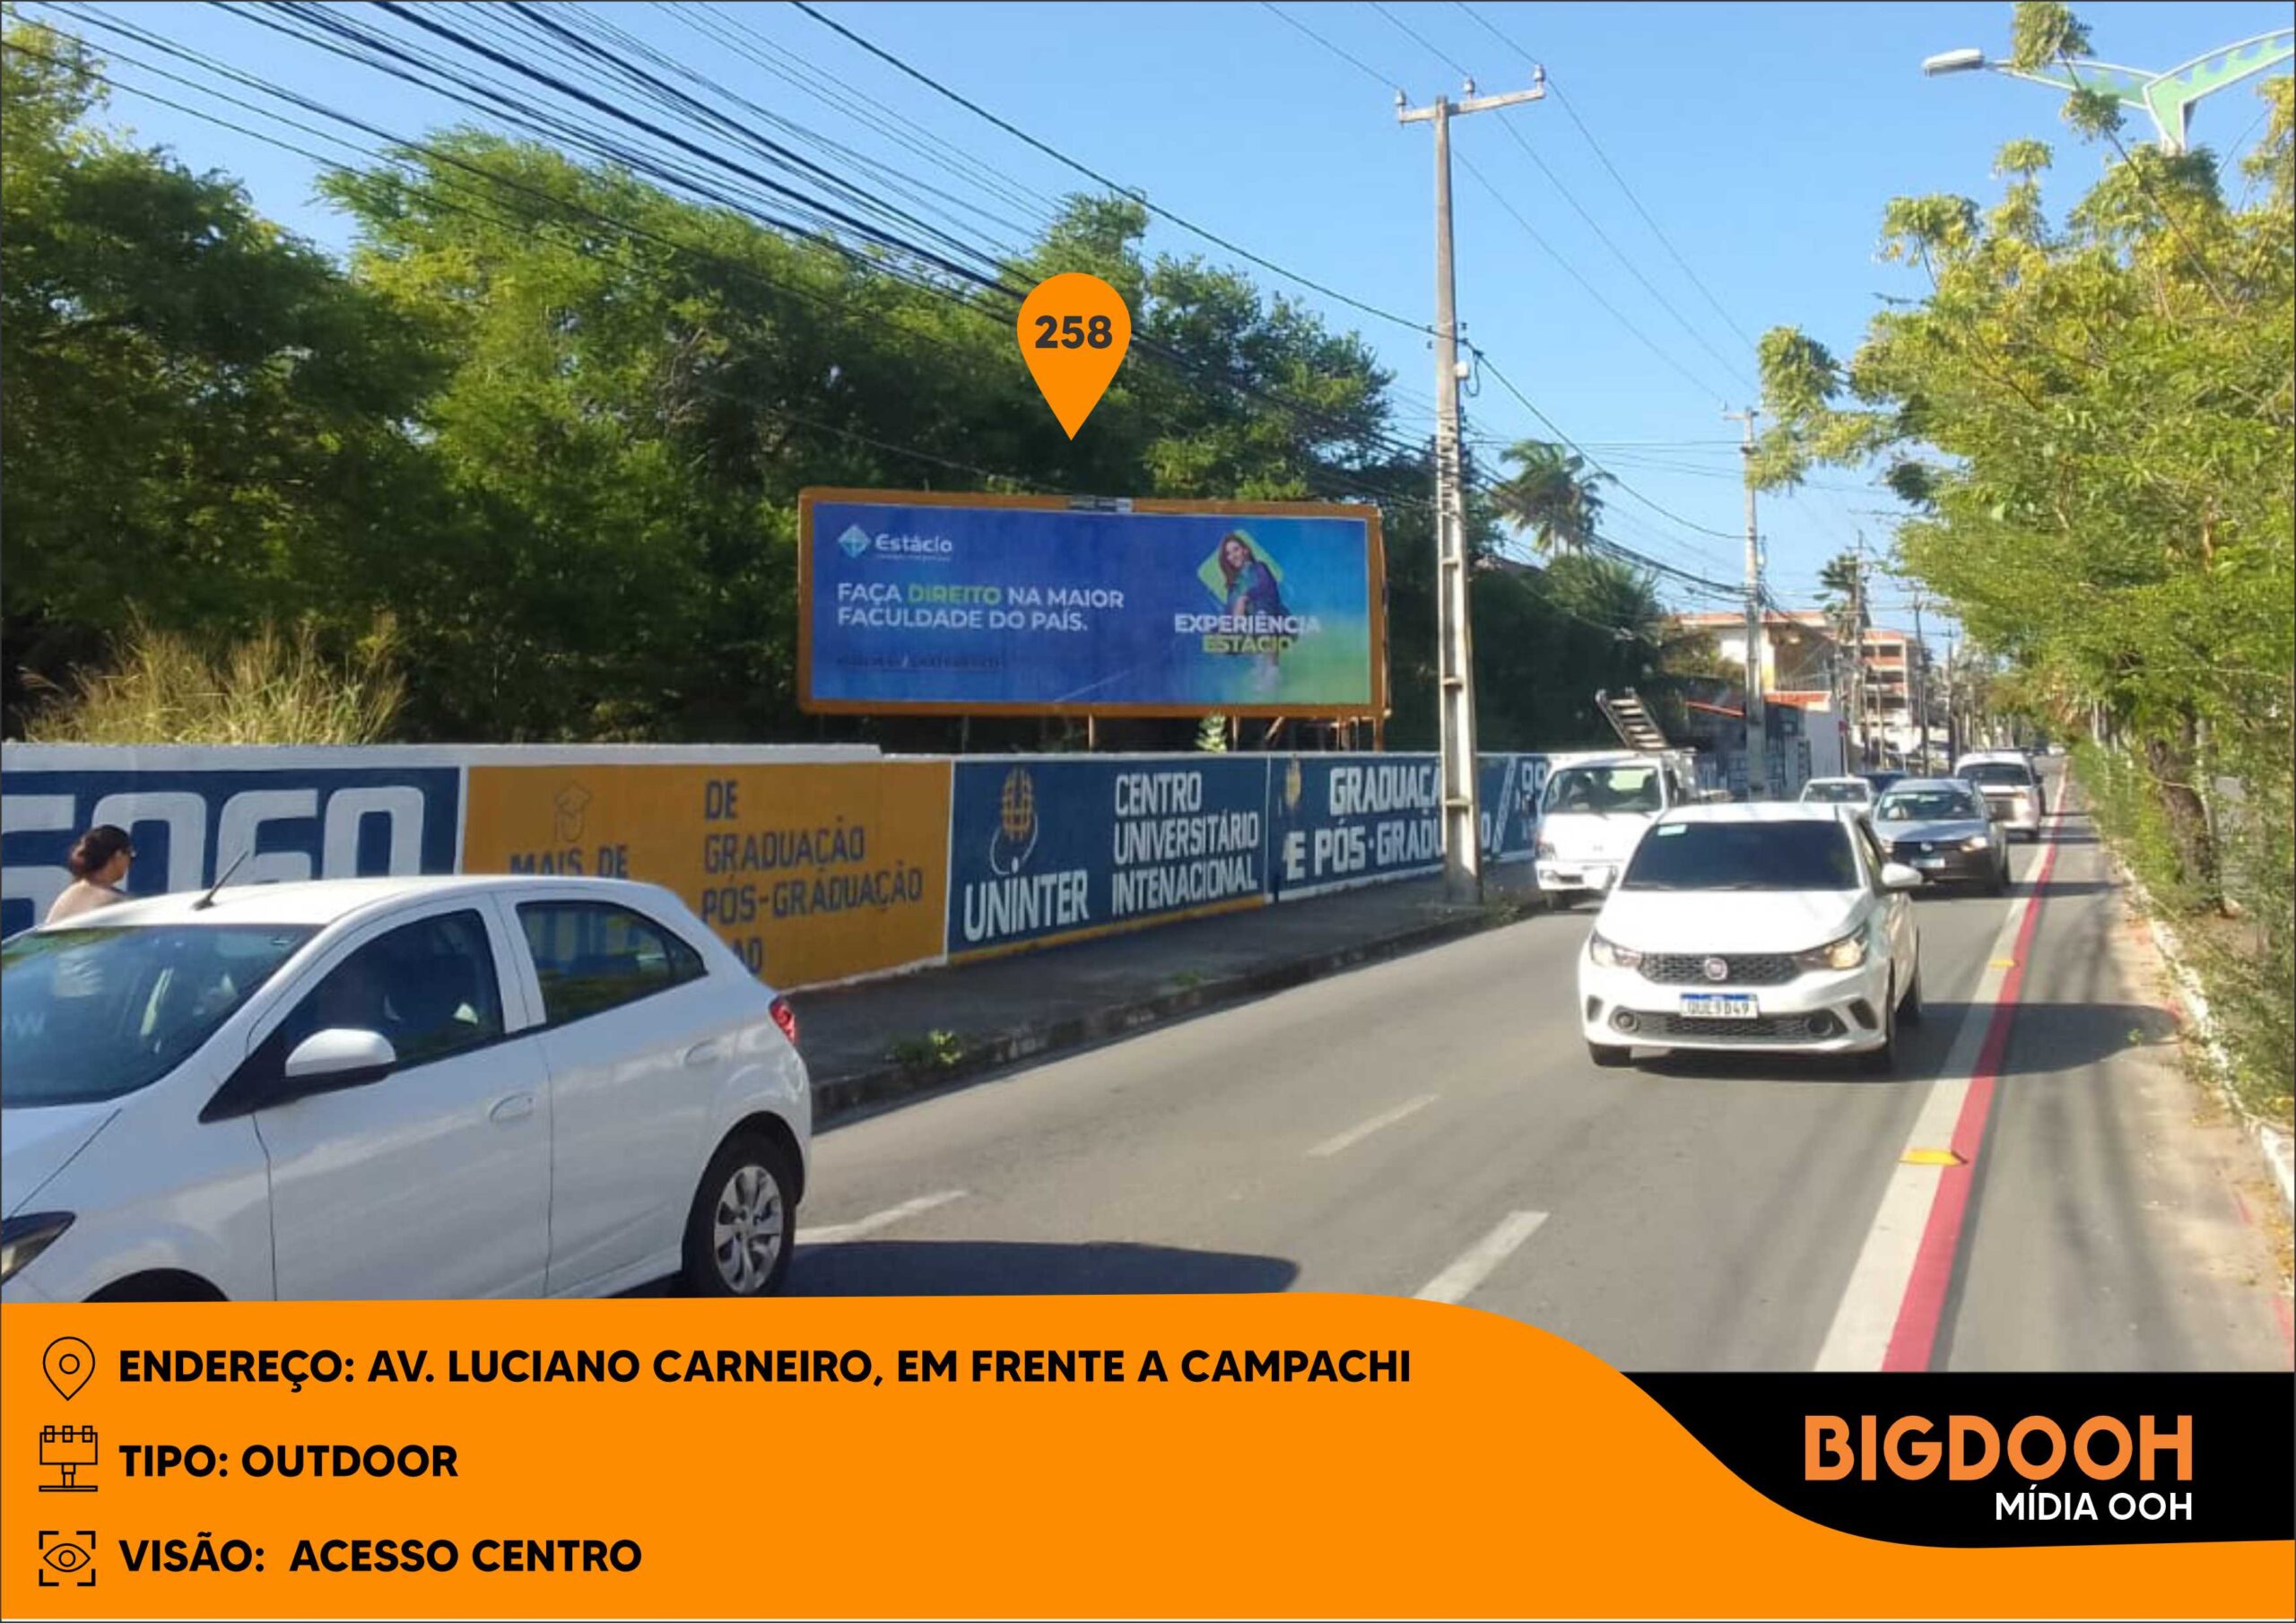 258
Estácio
FAÇA DIREITO NA MAIOR
FACULDADE DO PAÍS.
EXPERIÊNCIA
ESTÁCIO
MAIS DE
DE
GRADUAÇÃO
PÓS-GRADUAÇÃO
UNINTER
CENTRO
UNIVERSITÁRIO
INTENACIONAL
GRADUAÇÃ
E PÓS-GRADU
ENDEREÇO: AV. LUCIANO CARNEIRO, EM FRENTE A CAMPACHI
TIPO: OUTDOOR
VISÃO: ACESSO CENTRO
BIGDOOH
MÍDIA OOH